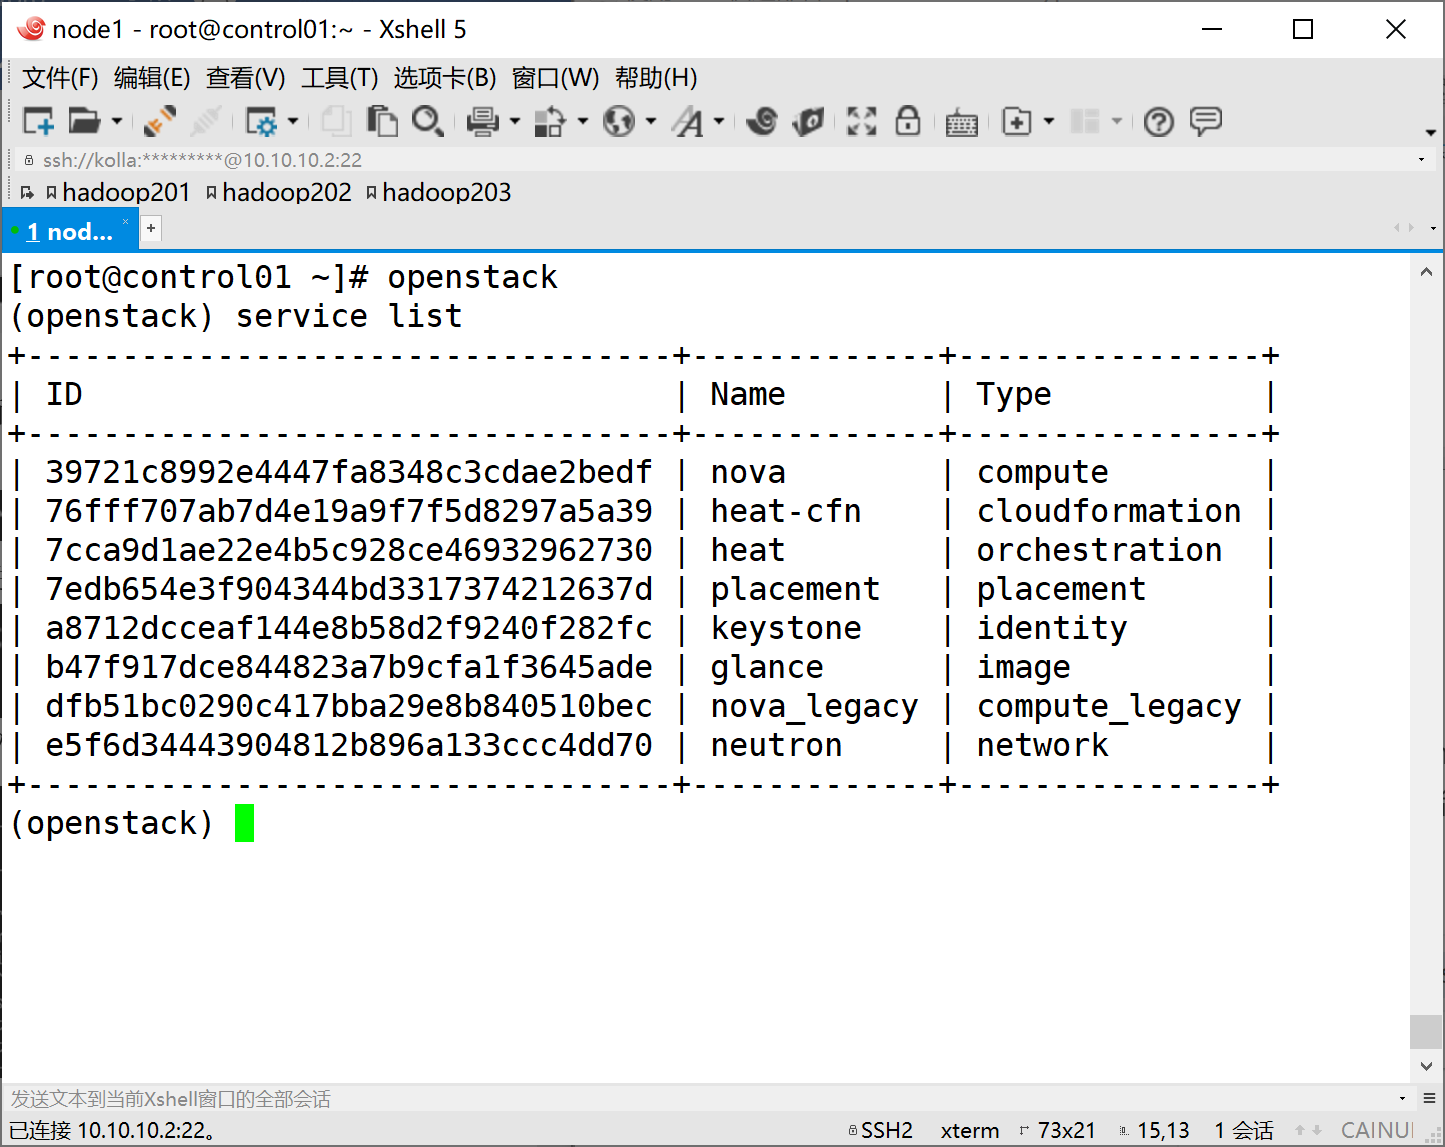 node1 - root@control01:~ - Xshell 5
文件(F) 编辑(E) 查看(V) 工具(T) 选项卡(B) 窗口(W) 帮助(H)
ssh://kolla:*********@10.10.10.2:22
hadoop201 hadoop202 hadoop203
1 nod... × +
[root@control01 ~]# openstack
(openstack) service list
+----------------------------------+-------------+----------------+
| ID                               | Name        | Type           |
+----------------------------------+-------------+----------------+
| 39721c8992e4447fa8348c3cdae2bedf | nova        | compute        |
| 76fff707ab7d4e19a9f7f5d8297a5a39 | heat-cfn    | cloudformation |
| 7cca9d1ae22e4b5c928ce46932962730 | heat        | orchestration  |
| 7edb654e3f904344bd3317374212637d | placement   | placement      |
| a8712dcceaf144e8b58d2f9240f282fc | keystone    | identity       |
| b47f917dce844823a7b9cfa1f3645ade | glance      | image          |
| dfb51bc0290c417bba29e8b840510bec | nova_legacy | compute_legacy |
| e5f6d34443904812b896a133ccc4dd70 | neutron     | network        |
+----------------------------------+-------------+----------------+
(openstack)
发送文本到当前Xshell窗口的全部会话
已连接 10.10.10.2:22。 SSH2 xterm 73x21 15,13 1 会话